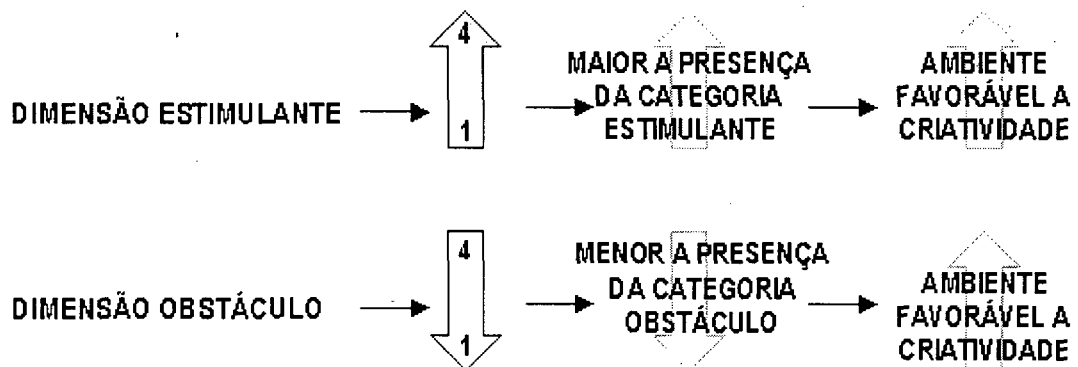 DIMENSÃO ESTIMULANTE
4
1
MAIOR A PRESENÇA
DA CATEGORIA
ESTIMULANTE
AMBIENTE
FAVORÁVEL A
CRIATIVIDADE
DIMENSÃO OBSTÁCULO
4
1
MENOR A PRESENÇA
DA CATEGORIA
OBSTÁCULO
AMBIENTE
FAVORÁVEL A
CRIATIVIDADE